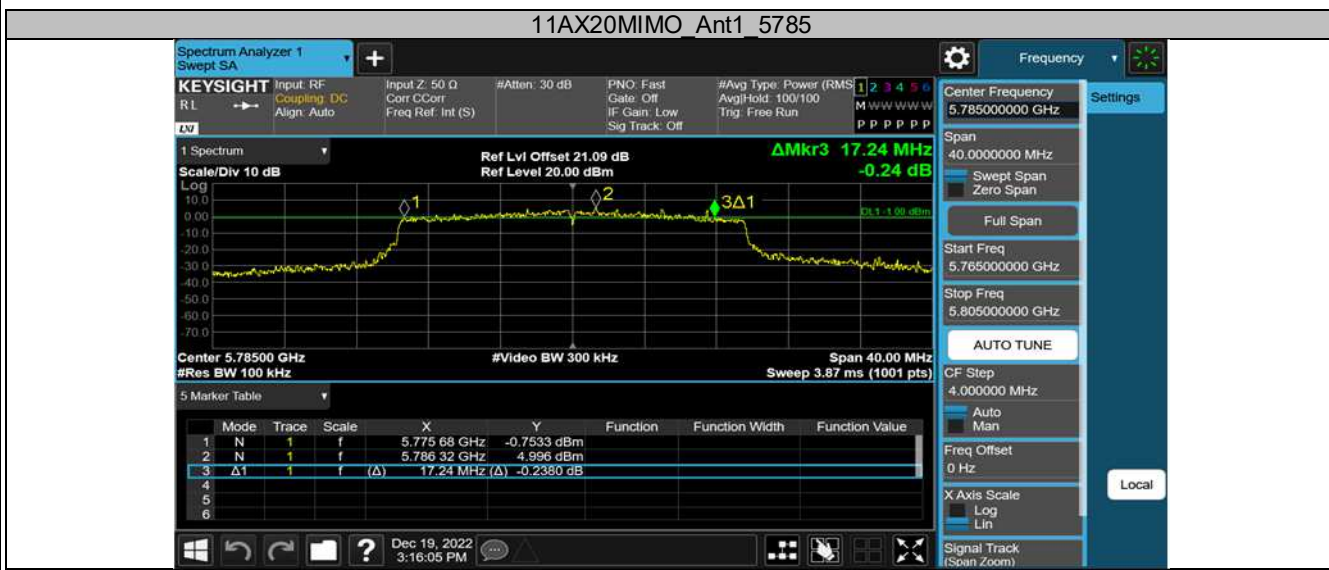 11AX20MIMO_Ant1_5785
Spectrum Analyzer 1
Swept SA
Frequency
KEYSIGHT
RL
LXI
Input: RF
Coupling: DC
Align: Auto
Input Z: 50 Ω
Corr CCorr
Freq Ref: Int (S)
#Atten: 30 dB
PNO: Fast
Gate: Off
IF Gain: Low
Sig Track: Off
#Avg Type: Power (RMS
Avg|Hold: 100/100
Trig: Free Run
1 2 3 4 5 6
M W W W W W
P P P P P P
1 Spectrum
Scale/Div 10 dB
Ref Lvl Offset 21.09 dB
Ref Level 20.00 dBm
ΔMkr3 17.24 MHz
-0.24 dB
Log
10.0
0.00
-10.0
-20.0
-30.0
-40.0
-50.0
-60.0
-70.0
1
2
3Δ1
DL1 -1.00 dBm
Center 5.78500 GHz
#Video BW 300 kHz
Span 40.00 MHz
#Res BW 100 kHz
Sweep 3.87 ms (1001 pts)
5 Marker Table
Mode Trace Scale X Y Function Function Width Function Value
1 N 1 f 5.775 68 GHz -0.7533 dBm
2 N 1 f 5.786 32 GHz 4.996 dBm
3 Δ1 1 f (Δ) 17.24 MHz (Δ) -0.2380 dB
4
5
6
Dec 19, 2022
3:16:05 PM
Center Frequency
5.785000000 GHz
Settings
Span
40.0000000 MHz
Swept Span
Zero Span
Full Span
Start Freq
5.765000000 GHz
Stop Freq
5.805000000 GHz
AUTO TUNE
CF Step
4.000000 MHz
Auto
Man
Freq Offset
0 Hz
Local
X Axis Scale
Log
Lin
Signal Track
(Span Zoom)